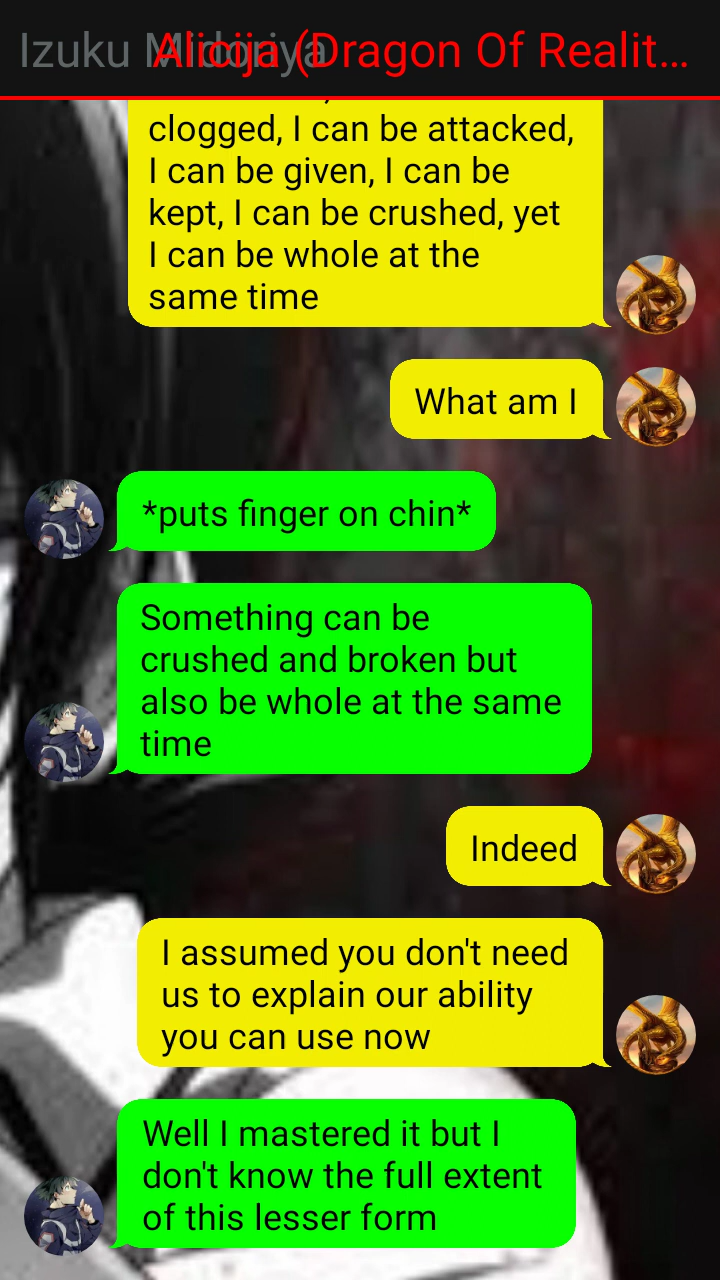 Izuku Midoriya
Alicija (Dragon Of Realit...
clogged, I can be attacked,
I can be given, I can be
kept, I can be crushed, yet
I can be whole at the
same time
What am I
*puts finger on chin*
Something can be
crushed and broken but
also be whole at the same
time
Indeed
I assumed you don't need
us to explain our ability
you can use now
Well I mastered it but I
don't know the full extent
of this lesser form